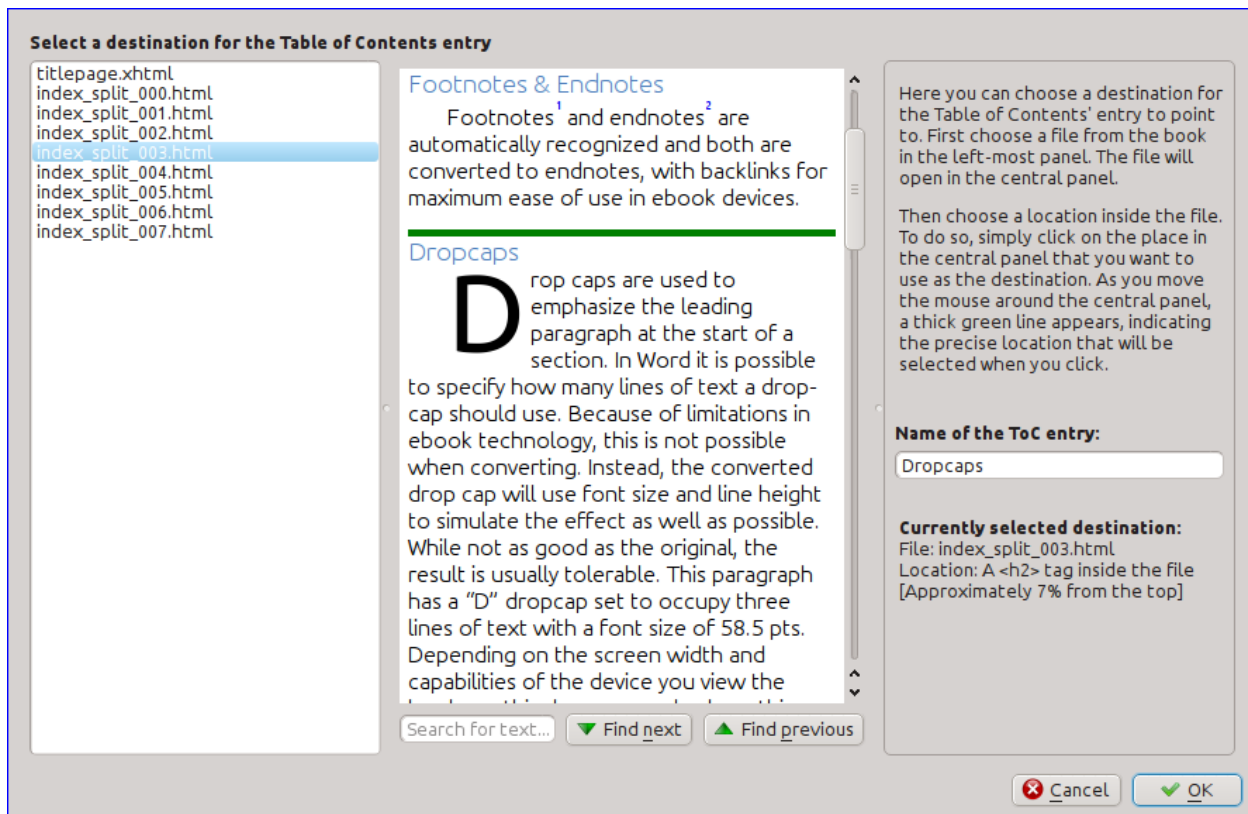 Select a destination for the Table of Contents entry
titlepage.xhtml
index_split_000.html
index_split_001.html
index_split_002.html
index_split_003.html
index_split_004.html
index_split_005.html
index_split_006.html
index_split_007.html
Footnotes & Endnotes
Footnotes1 and endnotes2 are
automatically recognized and both are
converted to endnotes, with backlinks for
maximum ease of use in ebook devices.
Dropcaps
Drop caps are used to
emphasize the leading
paragraph at the start of a
section. In Word it is possible
to specify how many lines of text a drop-
cap should use. Because of limitations in
ebook technology, this is not possible
when converting. Instead, the converted
drop cap will use font size and line height
to simulate the effect as well as possible.
While not as good as the original, the
result is usually tolerable. This paragraph
has a “D” dropcap set to occupy three
lines of text with a font size of 58.5 pts.
Depending on the screen width and
capabilities of the device you view the
Search for text...
Find next
Find previous
Here you can choose a destination for
the Table of Contents' entry to point
to. First choose a file from the book
in the left-most panel. The file will
open in the central panel.
Then choose a location inside the file.
To do so, simply click on the place in
the central panel that you want to
use as the destination. As you move
the mouse around the central panel,
a thick green line appears, indicating
the precise location that will be
selected when you click.
Name of the ToC entry:
Dropcaps
Currently selected destination:
File: index_split_003.html
Location: A <h2> tag inside the file
[Approximately 7% from the top]
Cancel
OK